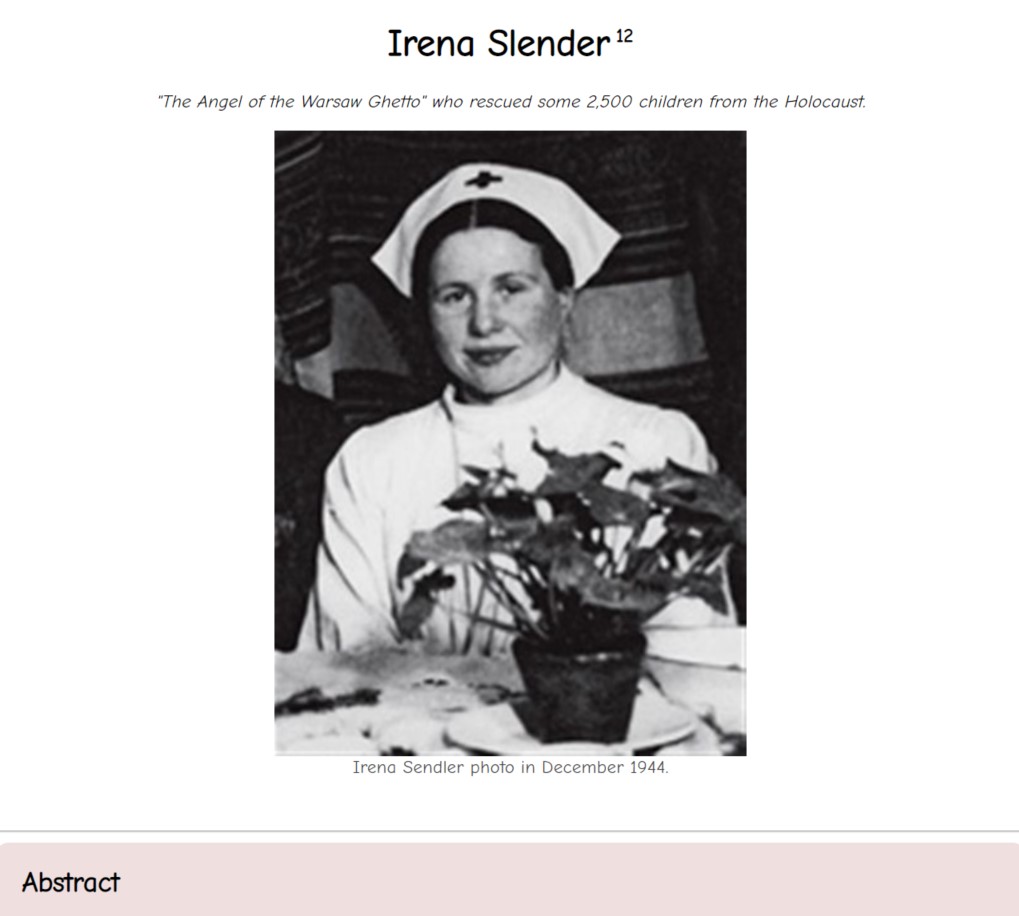 Irena Slender 12
"The Angel of the Warsaw Ghetto" who rescued some 2,500 children from the Holocaust.
Irena Sendler photo in December 1944.
Abstract